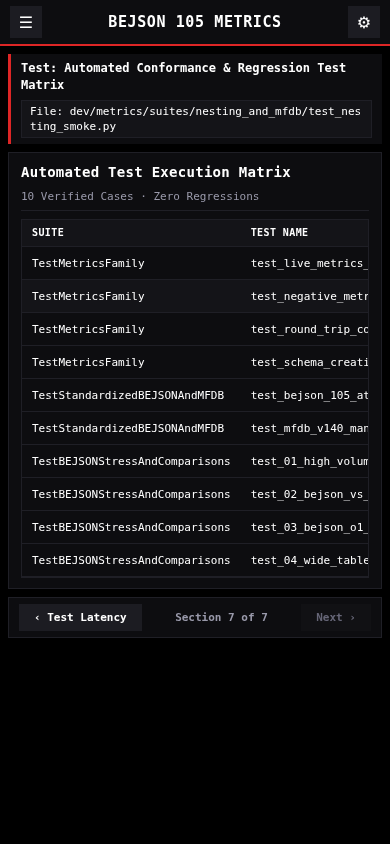 ☰ BEJSON 105 METRICS ⚙
Test: Automated Conformance & Regression Test
Matrix
File: dev/metrics/suites/nesting_and_mfdb/test_nes
ting_smoke.py
Automated Test Execution Matrix
10 Verified Cases · Zero Regressions
SUITE TEST NAME
TestMetricsFamily test_live_metrics_
TestMetricsFamily test_negative_metr
TestMetricsFamily test_round_trip_co
TestMetricsFamily test_schema_creati
TestStandardizedBEJSONAndMFDB test_bejson_105_at
TestStandardizedBEJSONAndMFDB test_mfdb_v140_man
TestBEJSONStressAndComparisons test_01_high_volum
TestBEJSONStressAndComparisons test_02_bejson_vs_
TestBEJSONStressAndComparisons test_03_bejson_o1_
TestBEJSONStressAndComparisons test_04_wide_table
‹ Test Latency Section 7 of 7 Next ›